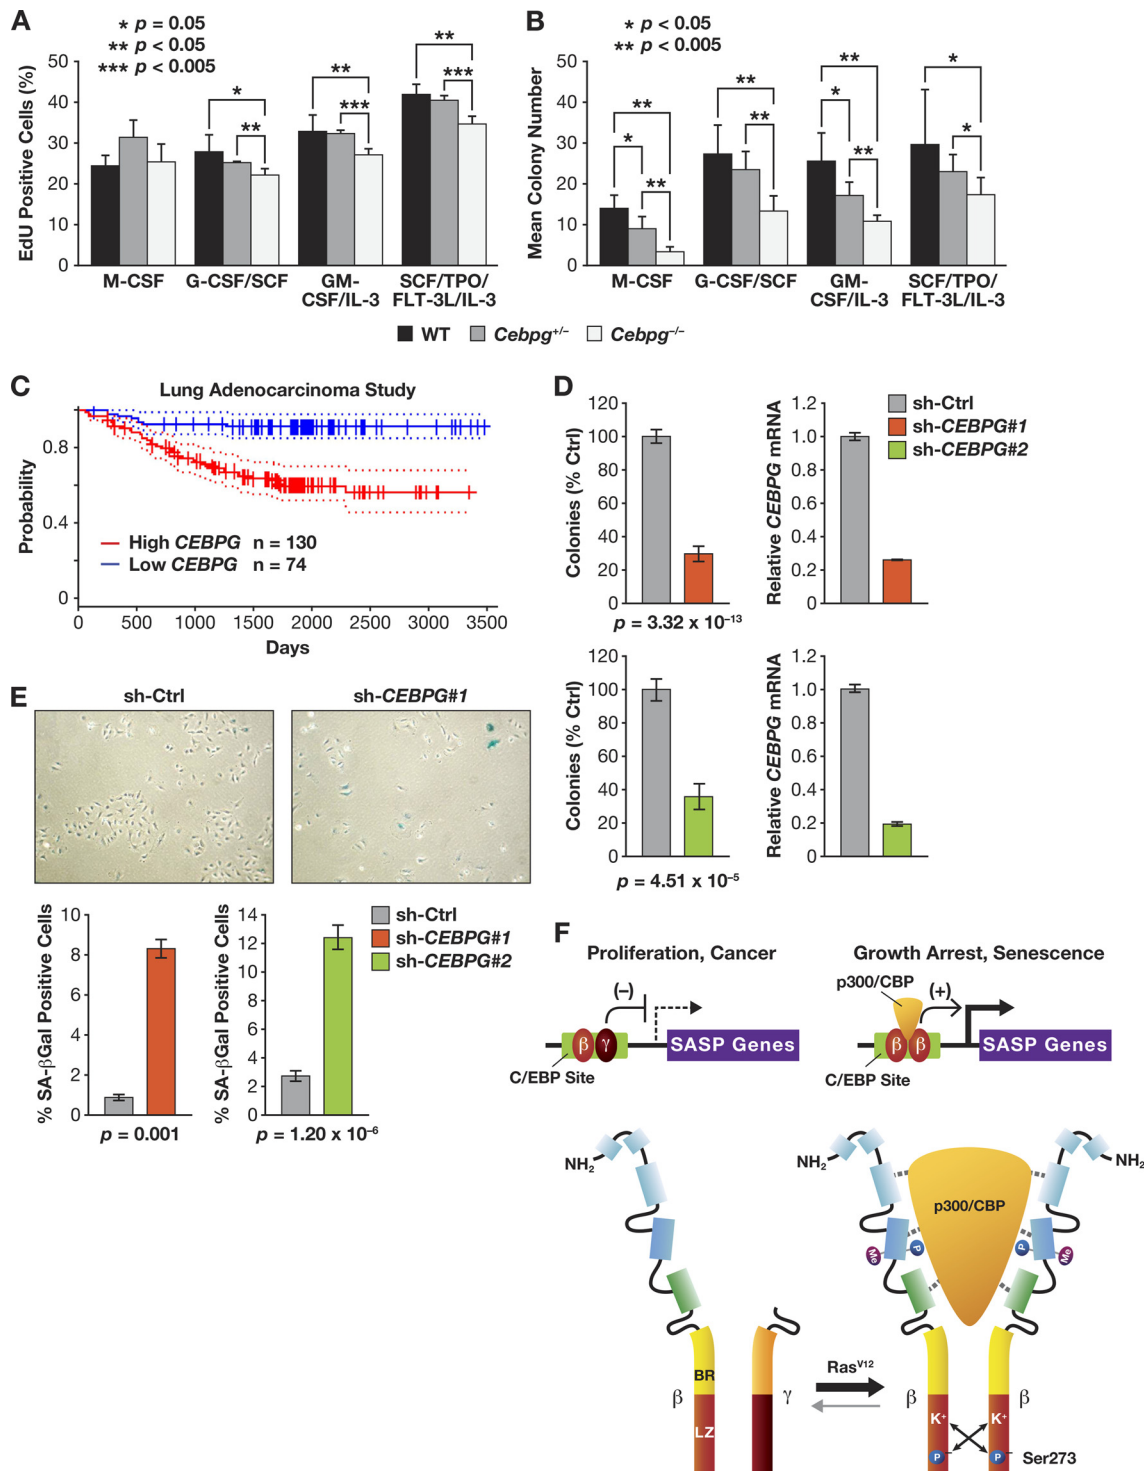 A
* p = 0.05
** p < 0.05
*** p < 0.005
EdU Positive Cells (%)
50
40
30
20
10
0
* ** ** *** ** ***
M-CSF G-CSF/SCF GM-CSF/IL-3 SCF/TPO/FLT-3L/IL-3
B
* p < 0.05
** p < 0.005
Mean Colony Number
50
40
30
20
10
0
** * ** ** ** ** * ** * *
M-CSF G-CSF/SCF GM-CSF/IL-3 SCF/TPO/FLT-3L/IL-3
WT Cebpg+/– Cebpg–/–
C
Lung Adenocarcinoma Study
Probability
0.8
0.4
0
High CEBPG n = 130
Low CEBPG n = 74
0 500 1000 1500 2000 2500 3000 3500
Days
D
Colonies (% Ctrl)
120
100
80
60
40
20
0
p = 3.32 x 10–13
Relative CEBPG mRNA
1.2
1.0
0.8
0.6
0.4
0.2
0
sh-Ctrl
sh-CEBPG#1
sh-CEBPG#2
Colonies (% Ctrl)
120
100
80
60
40
20
0
p = 4.51 x 10–5
Relative CEBPG mRNA
1.2
1.0
0.8
0.6
0.4
0.2
0
E
sh-Ctrl sh-CEBPG#1
% SA-βGal Positive Cells
10
8
6
4
2
0
p = 0.001
% SA-βGal Positive Cells
14
12
10
8
6
4
2
0
p = 1.20 x 10–6
sh-Ctrl
sh-CEBPG#1
sh-CEBPG#2
F
Proliferation, Cancer
(–)
β γ
SASP Genes
C/EBP Site
Growth Arrest, Senescence
p300/CBP
(+)
β β
SASP Genes
C/EBP Site
NH2
BR
LZ
β γ
RasV12
NH2 NH2
p300/CBP
Me P P Me
β β
K+ K+
P P
Ser273